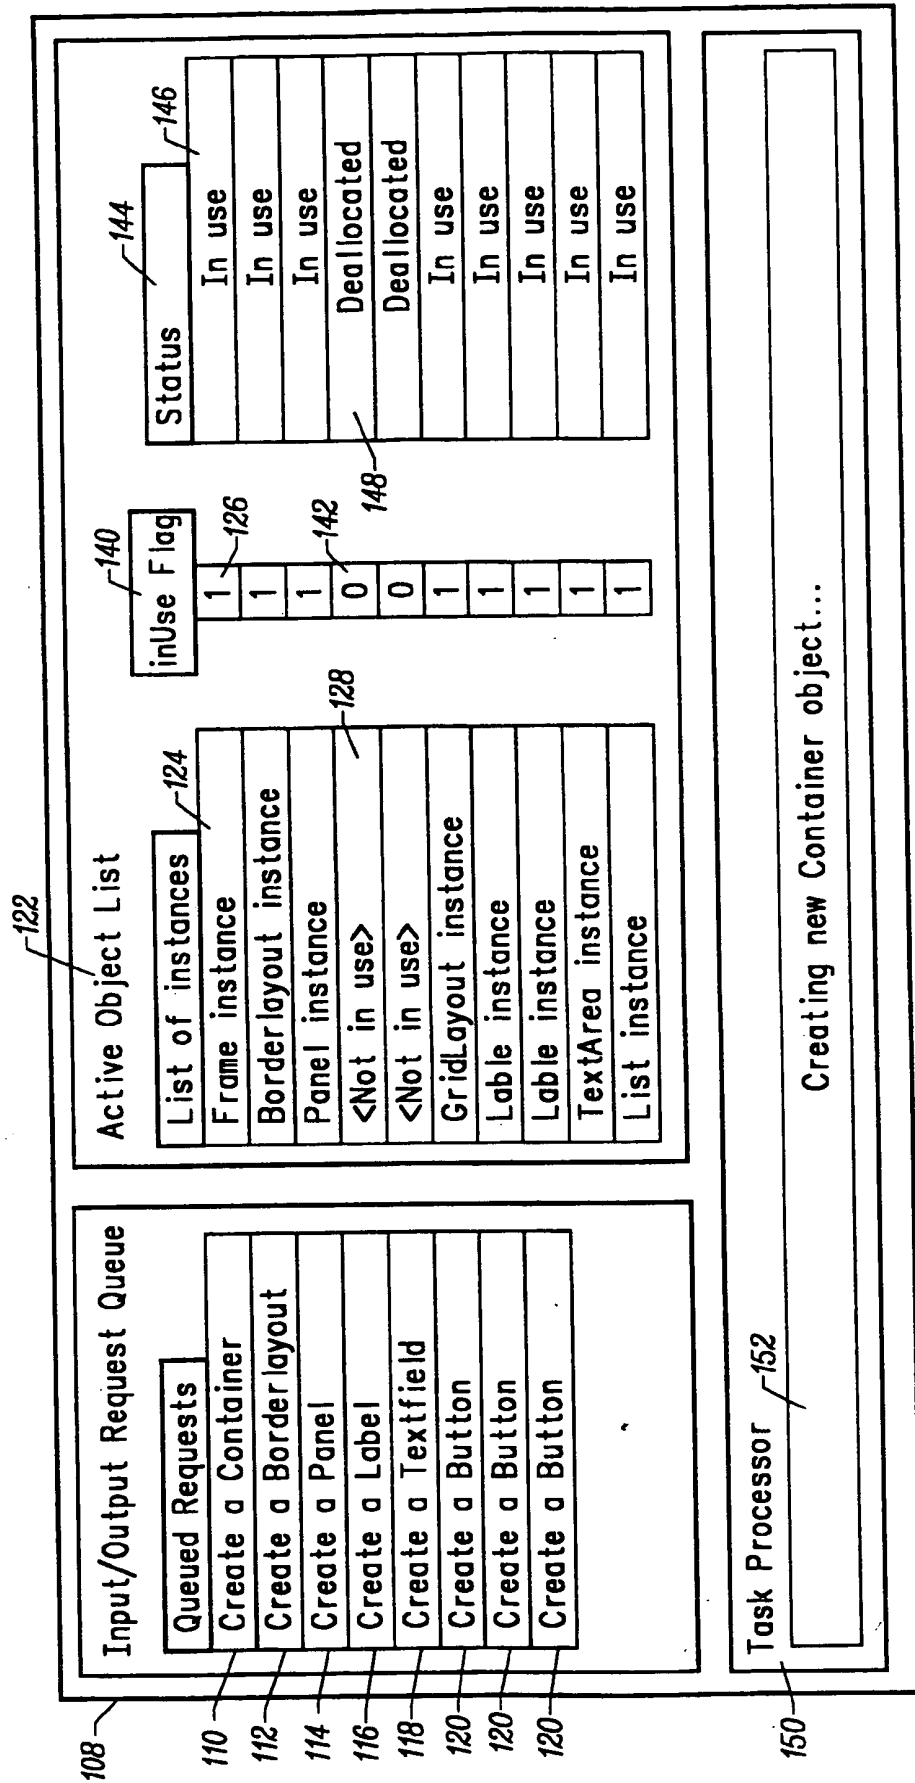 122
108
Input/Output Request Queue
Queued Requests
110 Create a Container
112 Create a Borderlayout
114 Create a Panel
116 Create a Label
118 Create a Textfield
120 Create a Button
120 Create a Button
120 Create a Button
Active Object List
List of instances
124
Frame instance
Borderlayout instance
Panel instance
<Not in use>
128
<Not in use>
GridLayout instance
Lable instance
Lable instance
TextArea instance
List instance
140
inUse Flag
1
126
1
1
0
142
0
1
1
1
1
1
144
Status
146
In use
In use
In use
148
Deallocated
Deallocated
In use
In use
In use
In use
In use
150
Task Processor
152
Creating new Container object...